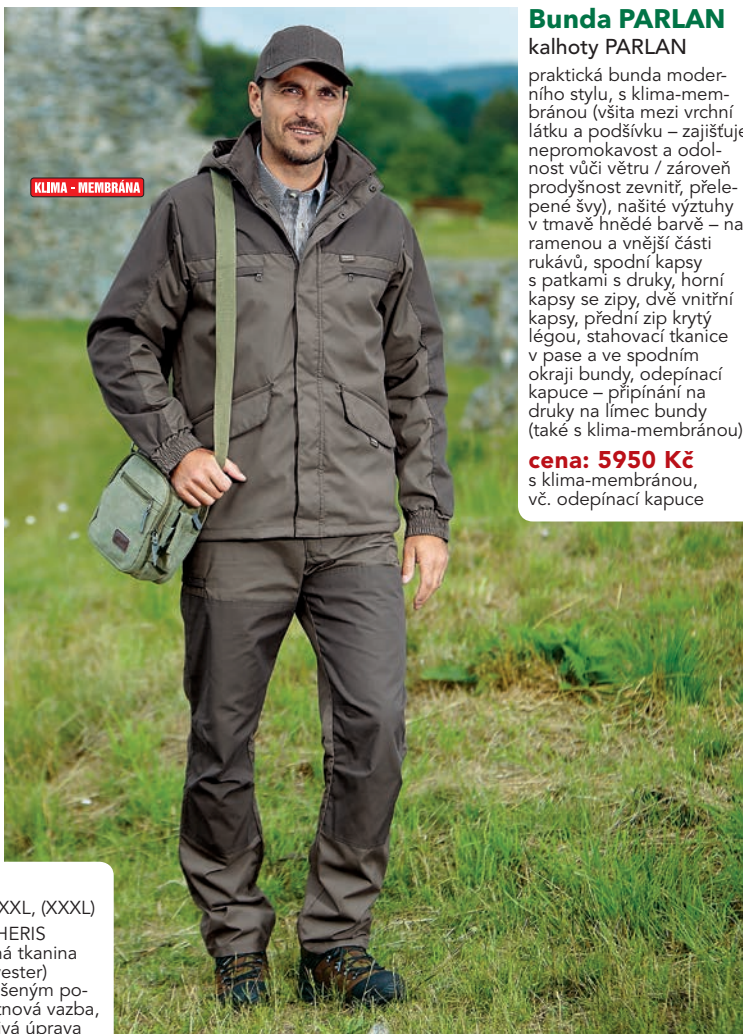 Bunda PARLAN
kalhoty PARLAN
praktická bunda moder-
ního stylu, s klima-mem-
bránou (všita mezi vrchní
látku a podšívku – zajišťuje
nepromokavost a odol-
nost vůči větru / zároveň
prodyšnost zevnitř, přele-
pené švy), našité výztuhy
v tmavě hnědé barvě – na
ramenou a vnější části
rukávů, spodní kapsy
s patkami s druky, horní
kapsy se zipy, dvě vnitřní
kapsy, přední zip krytý
légou, stahovací tkanice
v pase a ve spodním
okraji bundy, odepínací
kapuce – připínání na
druky na límec bundy
(také s klima-membránou)
cena: 5950 Kč
s klima-membránou,
vč. odepínací kapuce
KLIMA - MEMBRÁNA
XXL, (XXXL)
HERIS
ná tkanina
ester)
šeným po-
tnová vazba,
vá úprava